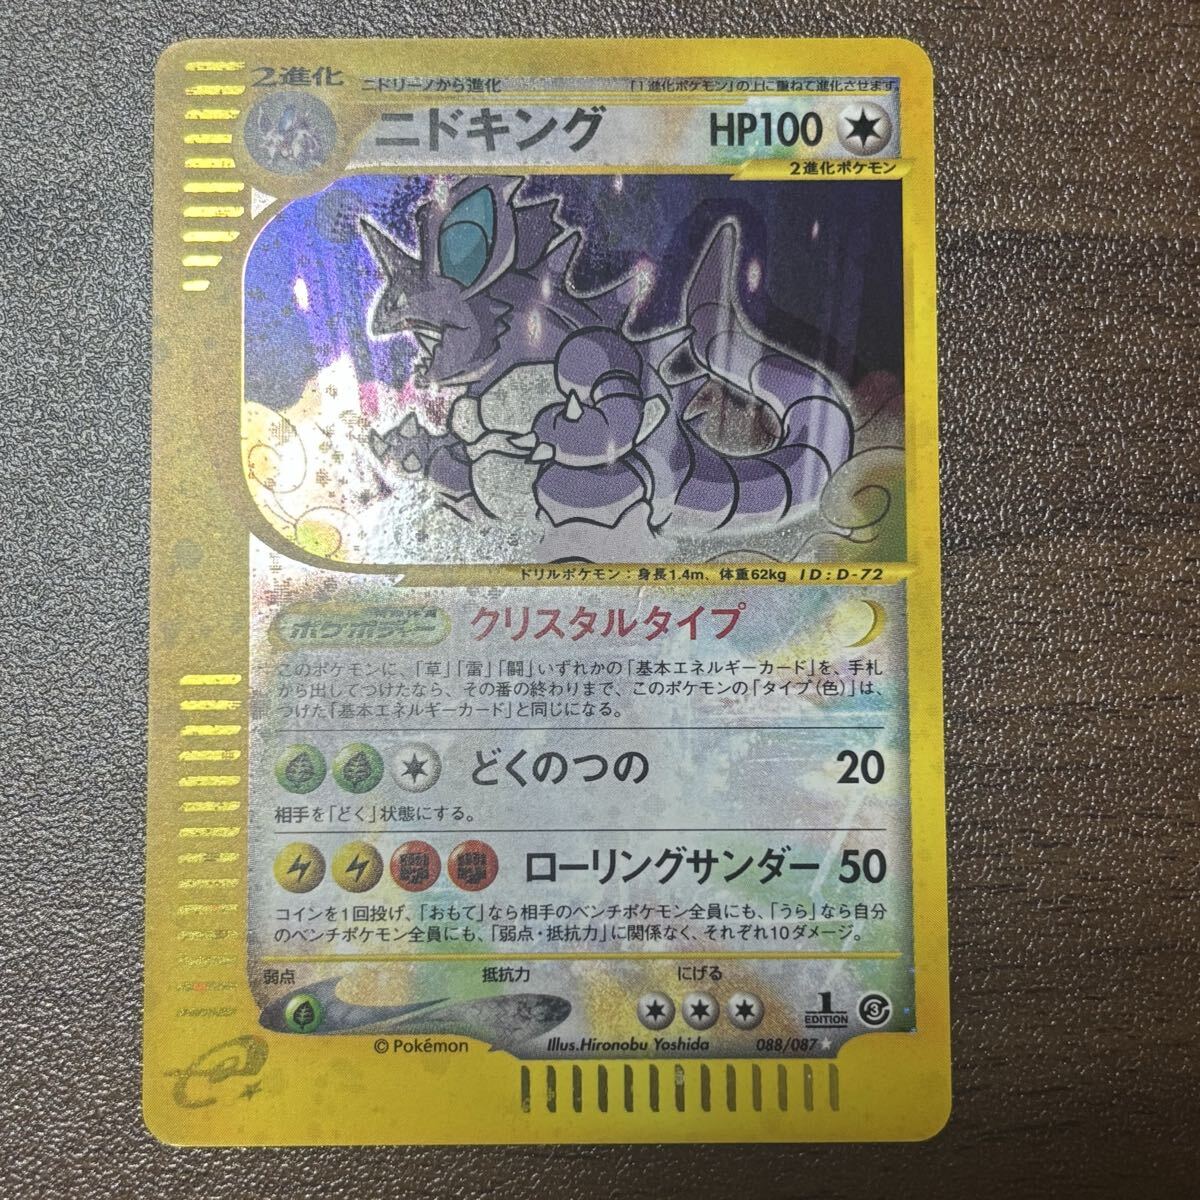 2進化
ニドリーノから進化
「1進化ポケモン」の上に重ねて進化させます。
ニドキング
HP100
2進化ポケモン
ドリルポケモン：身長1.4m、体重62kg ID:D-72
ポケボディー
クリスタルタイプ
このポケモンに、「草」「雷」「闘」いずれかの「基本エネルギーカード」を、手札
から出してつけたなら、その番の終わりまで、このポケモンの「タイプ（色）」は、
つけた「基本エネルギーカード」と同じになる。
どくのつの 20
相手を「どく」状態にする。
ローリングサンダー 50
コインを1回投げ、「おもて」なら相手のベンチポケモン全員にも、「うら」なら自分
のベンチポケモン全員にも、「弱点・抵抗力」に関係なく、それぞれ10ダメージ。
弱点 抵抗力 にげる
1 EDITION 3
© Pokémon Illus.Hironobu Yoshida 088/087★
e